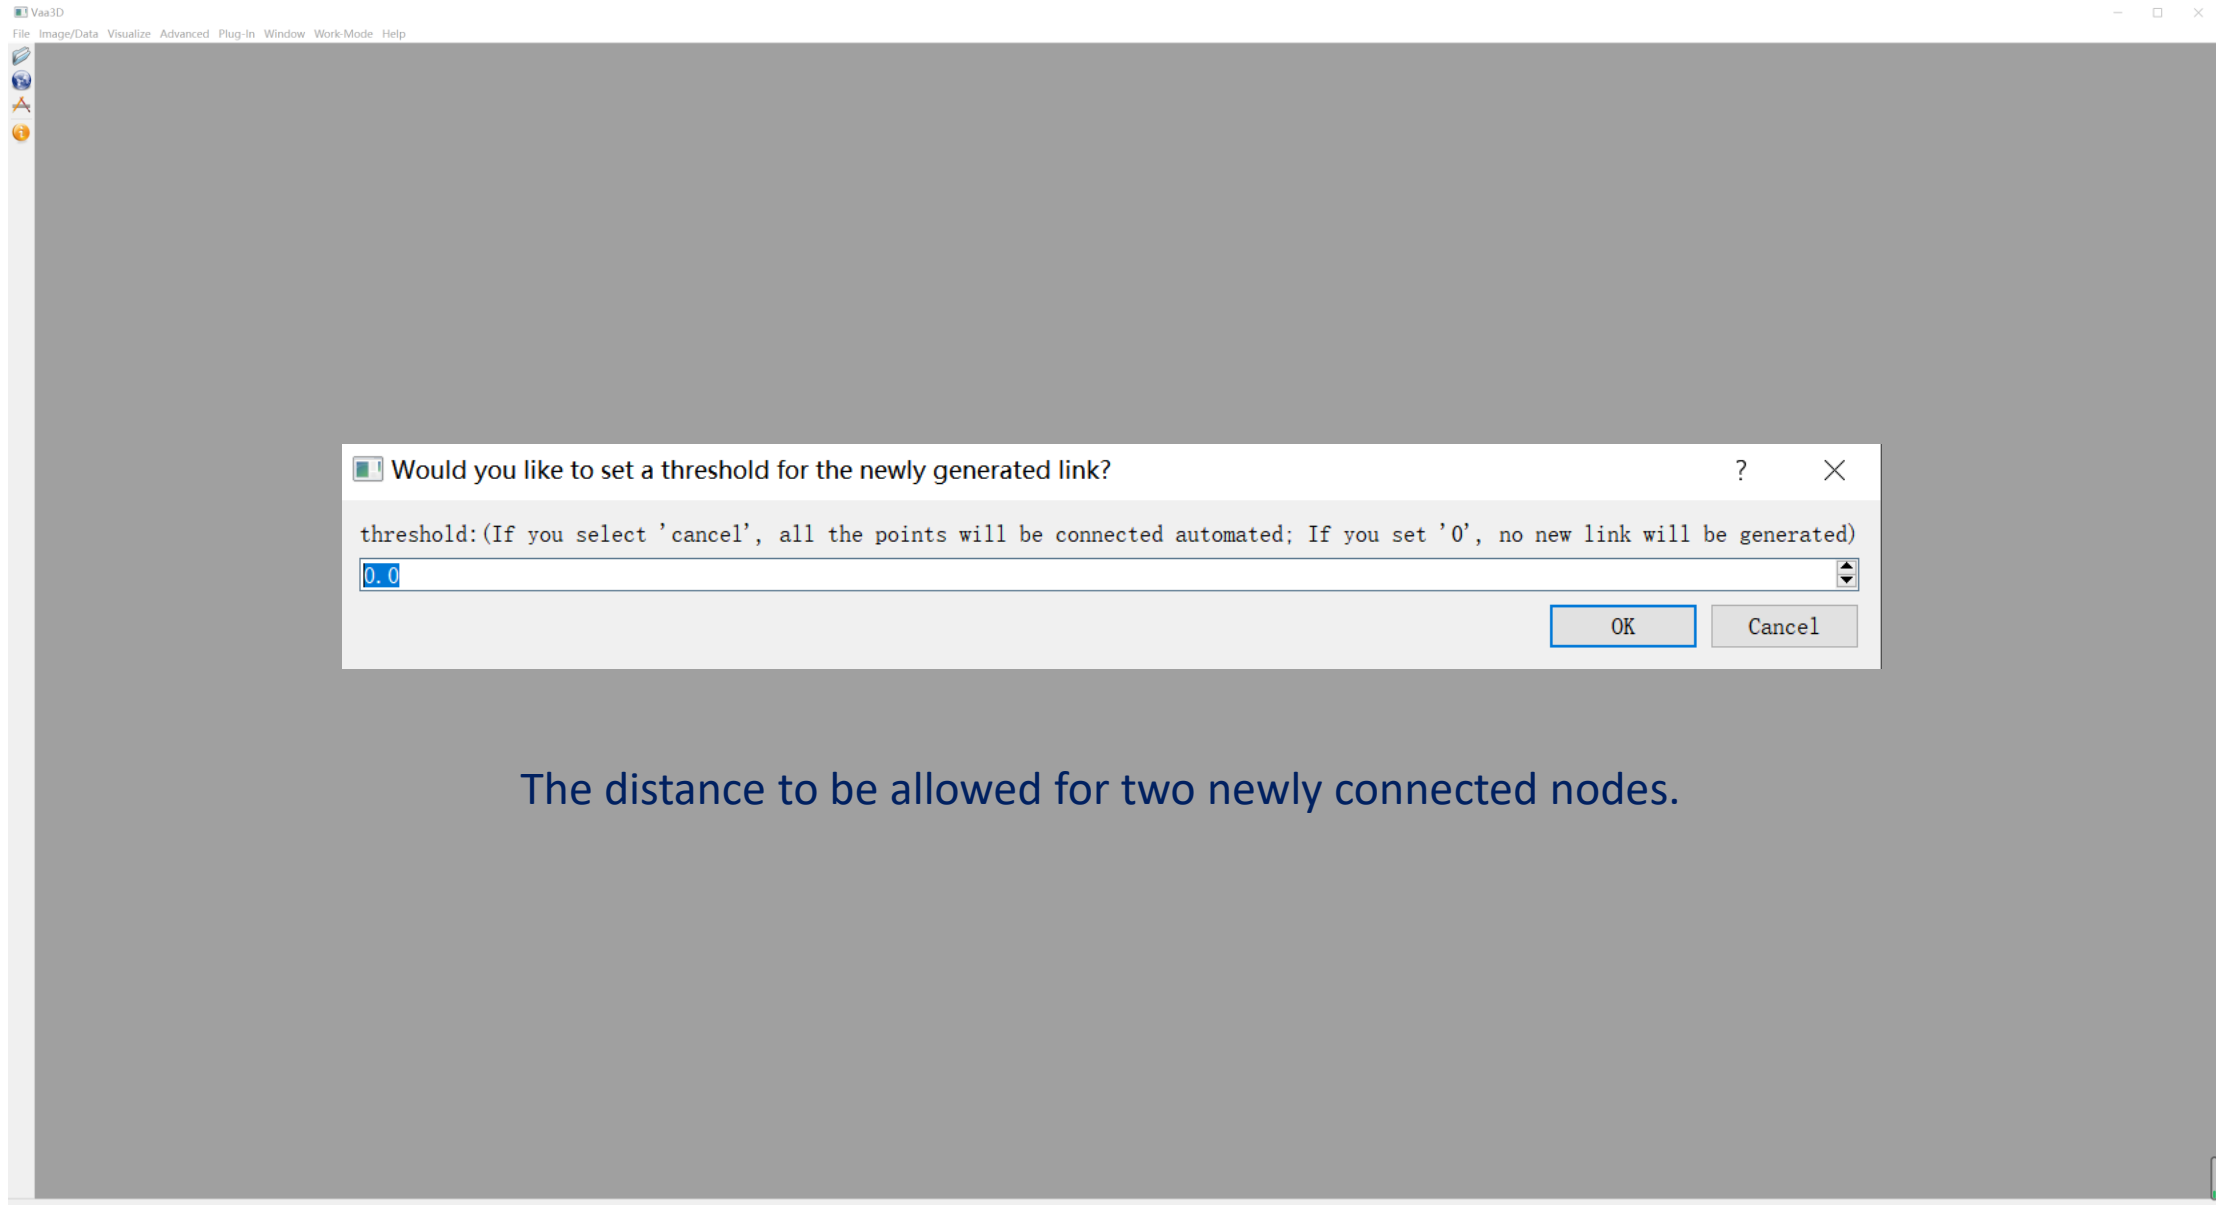 Vaa3D
File Image/Data Visualize Advanced Plug-In Window Work-Mode Help
Would you like to set a threshold for the newly generated link?
threshold:(If you select 'cancel', all the points will be connected automated; If you set '0', no new link will be generated)
0.0
OK Cancel
The distance to be allowed for two newly connected nodes.